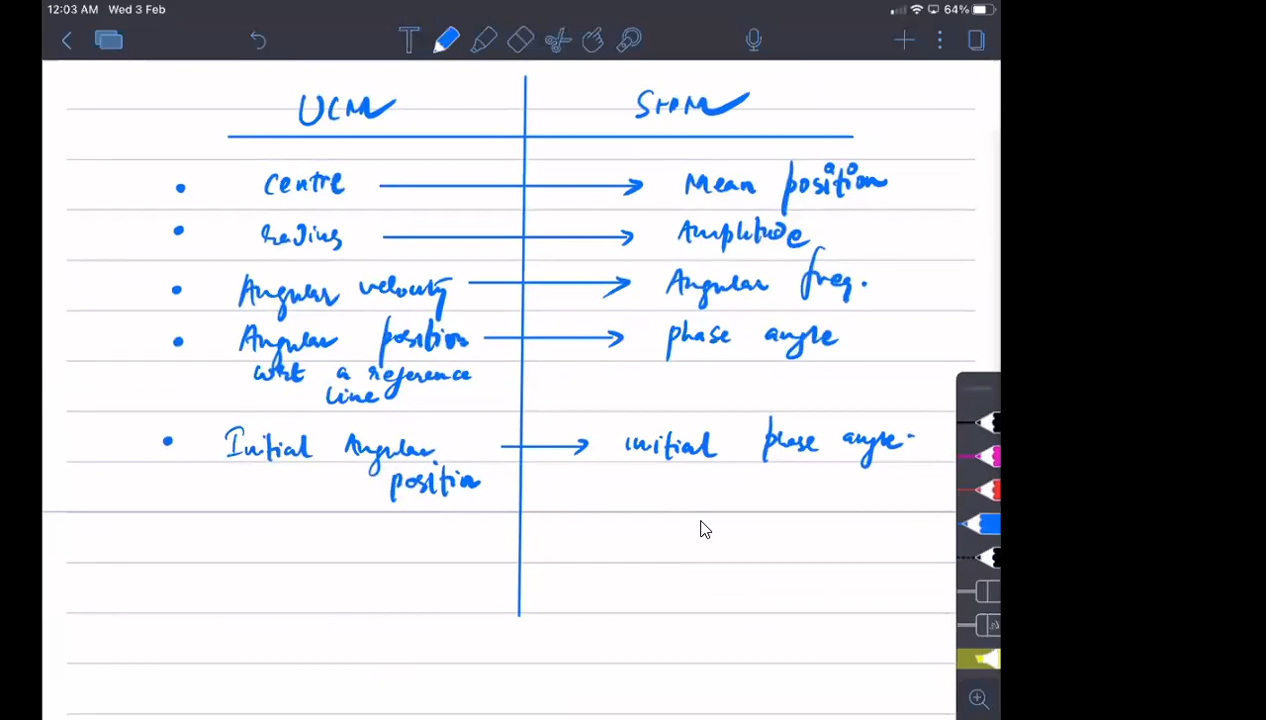 12:03 AM Wed 3 Feb 64%
UCM SHM
• Centre → Mean position
• radius → Amplitude
• Angular velocity → Angular freq.
• Angular position → phase angle
wrt a reference
line
• Initial Angular → initial phase angle.
position